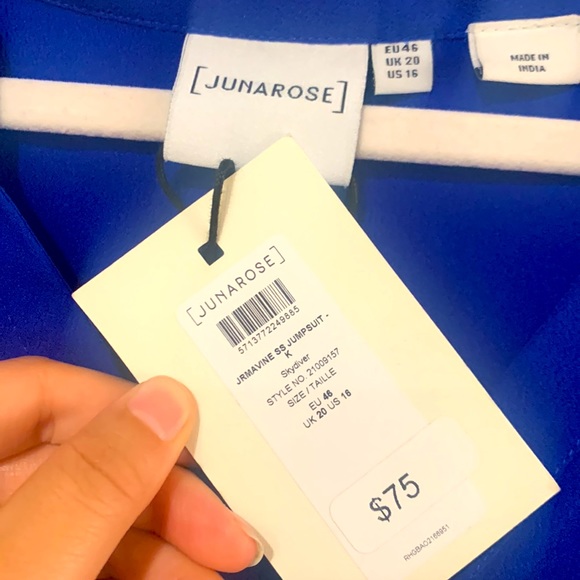 [JUNAROSE]
EU 46
UK 20
US 16
MADE IN
INDIA
[JUNAROSE]
5713772249885
JRMAVINE SS JUMPSUIT -
K
Skydiver
STYLE NO. 21009157
SIZE / TAILLE
EU 46
UK 20 US 16
$75
RHGBAO2166951